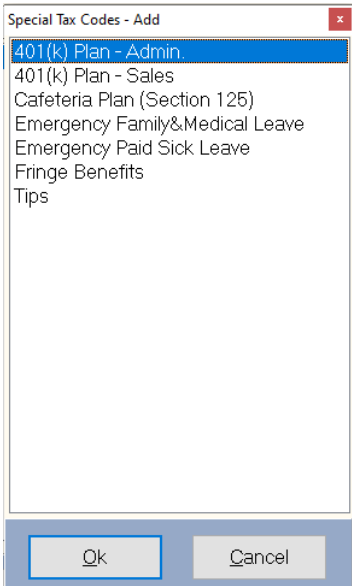 Special Tax Codes - Add
x
401(k) Plan - Admin.
401(k) Plan - Sales
Cafeteria Plan (Section 125)
Emergency Family&Medical Leave
Emergency Paid Sick Leave
Fringe Benefits
Tips
Ok
Cancel